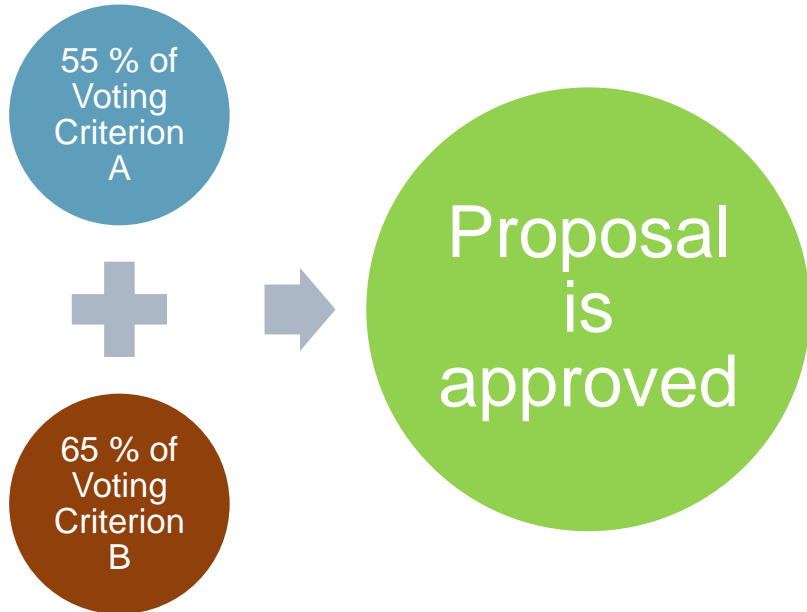 55 % of
Voting
Criterion
A
65 % of
Voting
Criterion
B
Proposal
is
approved